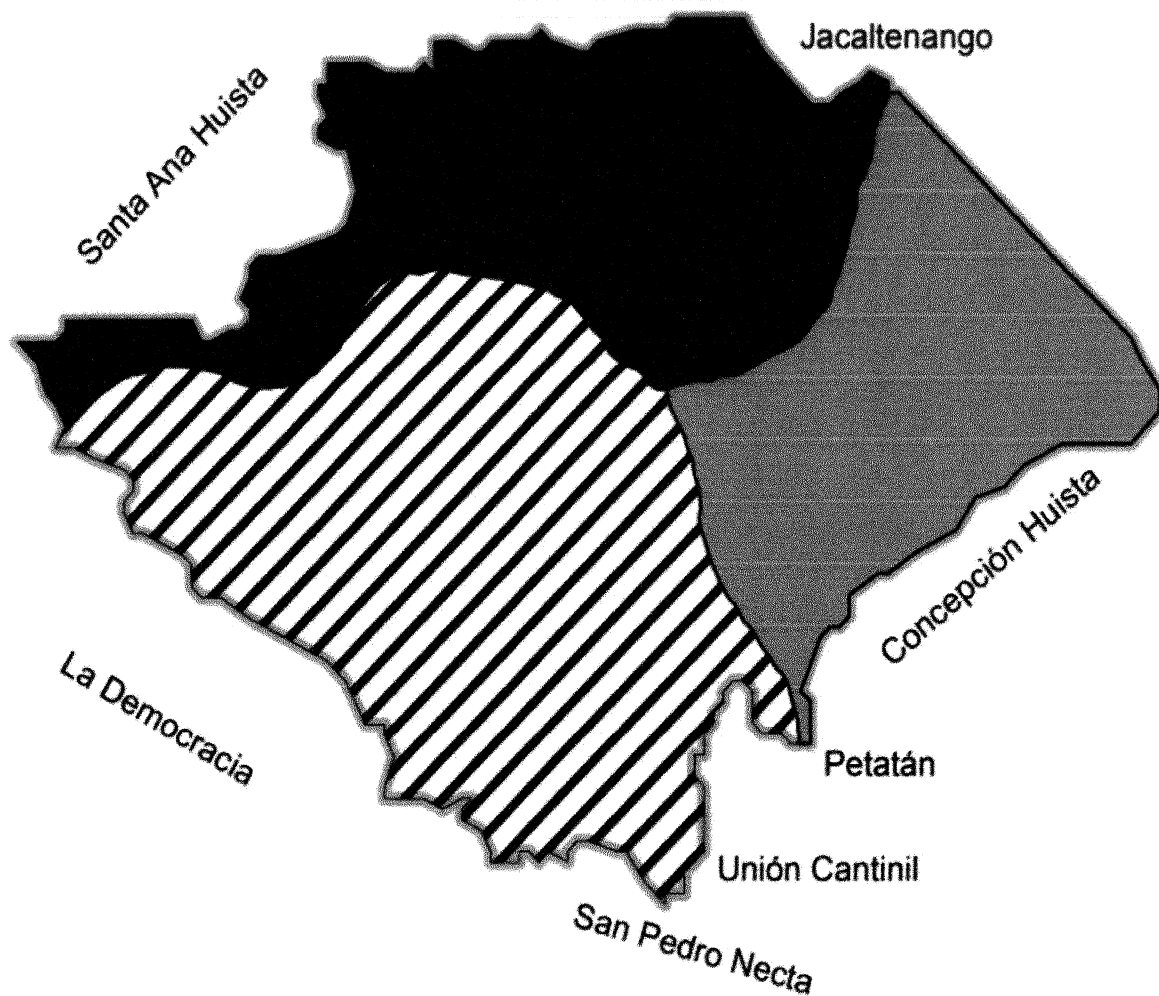 Jacaltenango
Santa Ana Huista
Concepción Huista
La Democracia
Petatán
Unión Cantinil
San Pedro Necta